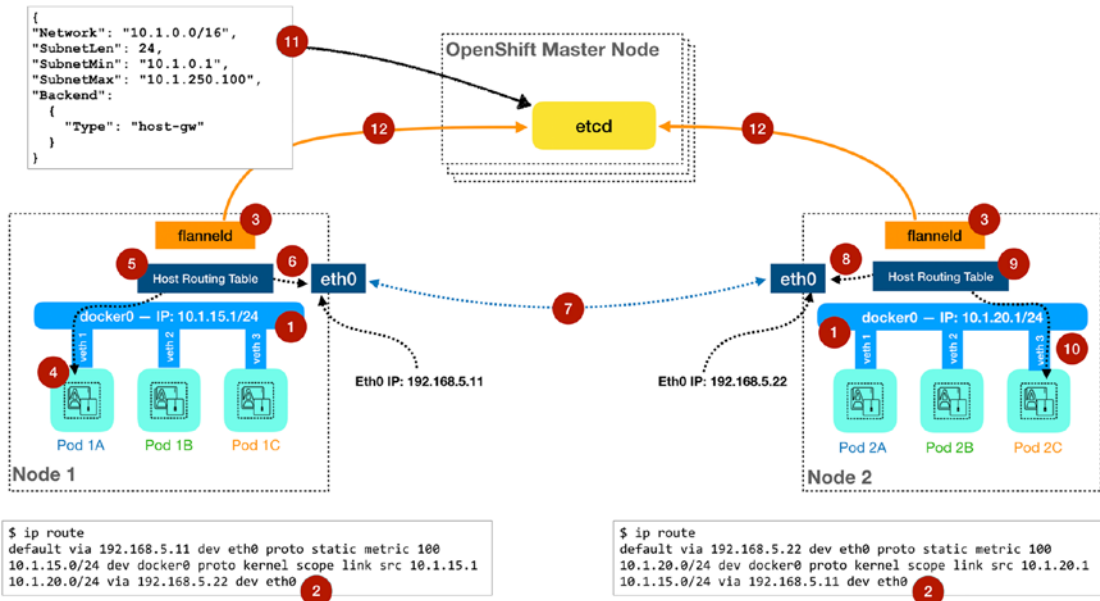 {
"Network": "10.1.0.0/16",
"SubnetLen": 24,
"SubnetMin": "10.1.0.1",
"SubnetMax": "10.1.250.100",
"Backend":
{
"Type": "host-gw"
}
}
11
OpenShift Master Node
etcd
12
12
flanneld
3
5
Host Routing Table
6
eth0
docker0 — IP: 10.1.15.1/24
1
veth 1
veth 2
veth 3
4
Pod 1A
Pod 1B
Pod 1C
Node 1
7
Eth0 IP: 192.168.5.11
Eth0 IP: 192.168.5.22
flanneld
3
eth0
8
Host Routing Table
9
1
docker0 — IP: 10.1.20.1/24
veth 1
veth 2
veth 3
10
Pod 2A
Pod 2B
Pod 2C
Node 2
$ ip route
default via 192.168.5.11 dev eth0 proto static metric 100
10.1.15.0/24 dev docker0 proto kernel scope link src 10.1.15.1
10.1.20.0/24 via 192.168.5.22 dev eth0
2
$ ip route
default via 192.168.5.22 dev eth0 proto static metric 100
10.1.20.0/24 dev docker0 proto kernel scope link src 10.1.20.1
10.1.15.0/24 via 192.168.5.11 dev eth0
2